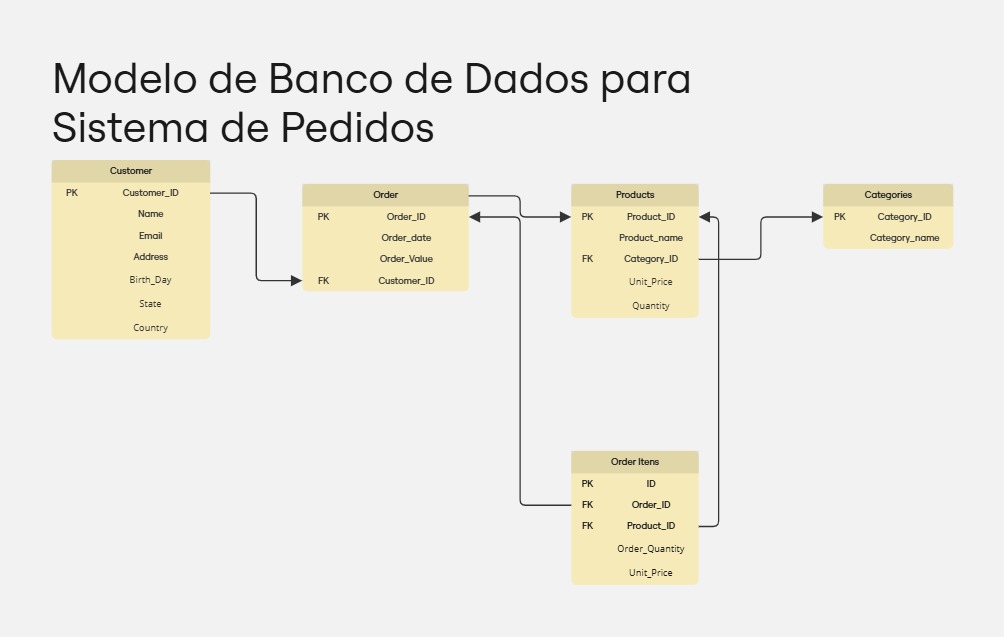 Modelo de Banco de Dados para
Sistema de Pedidos
Customer
PK Customer_ID
Name
Email
Address
Birth_Day
State
Country
Order
PK Order_ID
Order_date
Order_Value
FK Customer_ID
Products
PK Product_ID
Product_name
FK Category_ID
Unit_Price
Quantity
Categories
PK Category_ID
Category_name
Order Itens
PK ID
FK Order_ID
FK Product_ID
Order_Quantity
Unit_Price